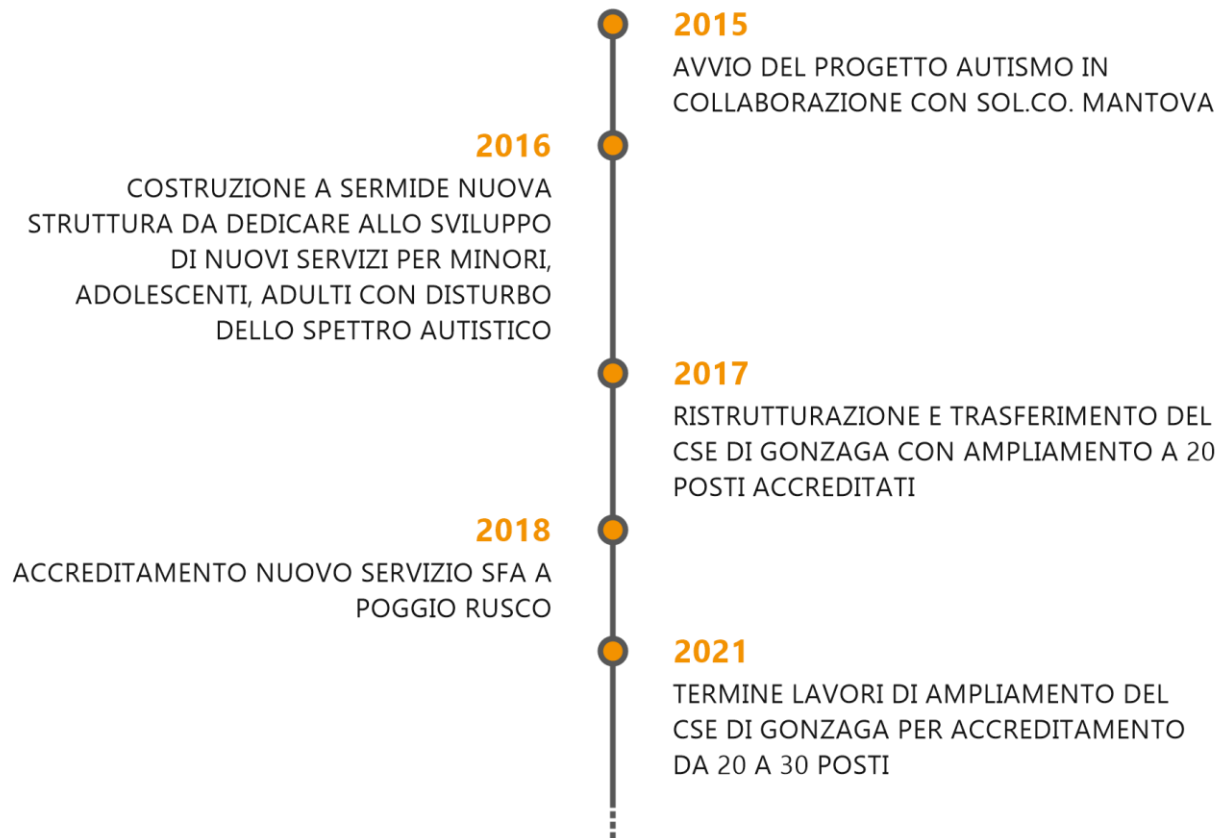 2015
AVVIO DEL PROGETTO AUTISMO IN
COLLABORAZIONE CON SOL.CO. MANTOVA
2016
COSTRUZIONE A SERMIDE NUOVA
STRUTTURA DA DEDICARE ALLO SVILUPPO
DI NUOVI SERVIZI PER MINORI,
ADOLESCENTI, ADULTI CON DISTURBO
DELLO SPETTRO AUTISTICO
2017
RISTRUTTURAZIONE E TRASFERIMENTO DEL
CSE DI GONZAGA CON AMPLIAMENTO A 20
POSTI ACCREDITATI
2018
ACCREDITAMENTO NUOVO SERVIZIO SFA A
POGGIO RUSCO
2021
TERMINE LAVORI DI AMPLIAMENTO DEL
CSE DI GONZAGA PER ACCREDITAMENTO
DA 20 A 30 POSTI